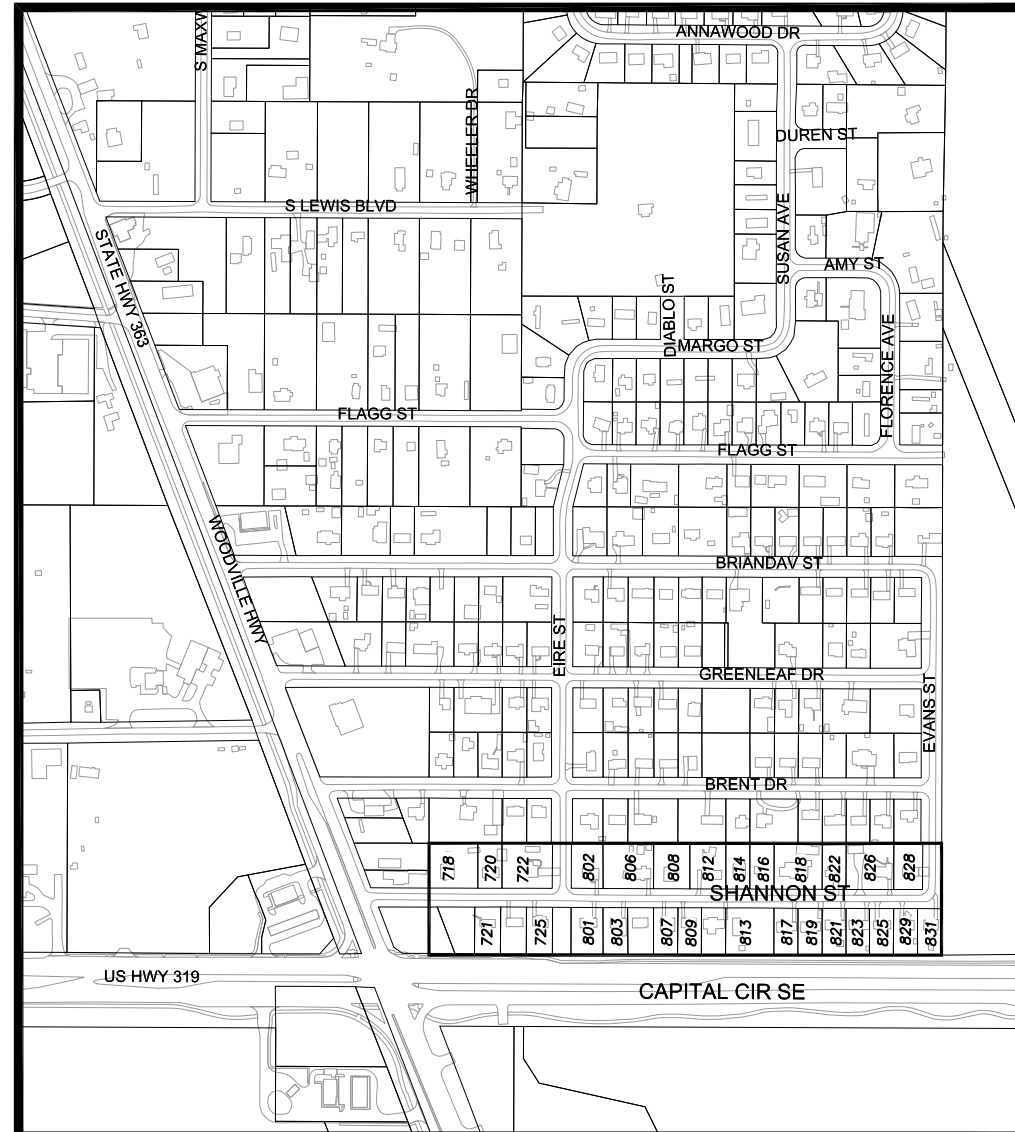 ANNAWOOD DR
S MAXW
WHEELER DR
DUREN ST
S LEWIS BLVD
SUSAN AVE
STATE HWY 363
AMY ST
DIABLO ST
MARGO ST
FLORENCE AVE
FLAGG ST
FLAGG ST
WOODVILLE HWY
BRIANDAV ST
EIRE ST
GREENLEAF DR
EVANS ST
BRENT DR
718 720 722 802 806 808 812 814 816 818 822 826 828
SHANNON ST
721 725 801 803 807 809 813 817 819 821 823 825 829 831
US HWY 319
CAPITAL CIR SE